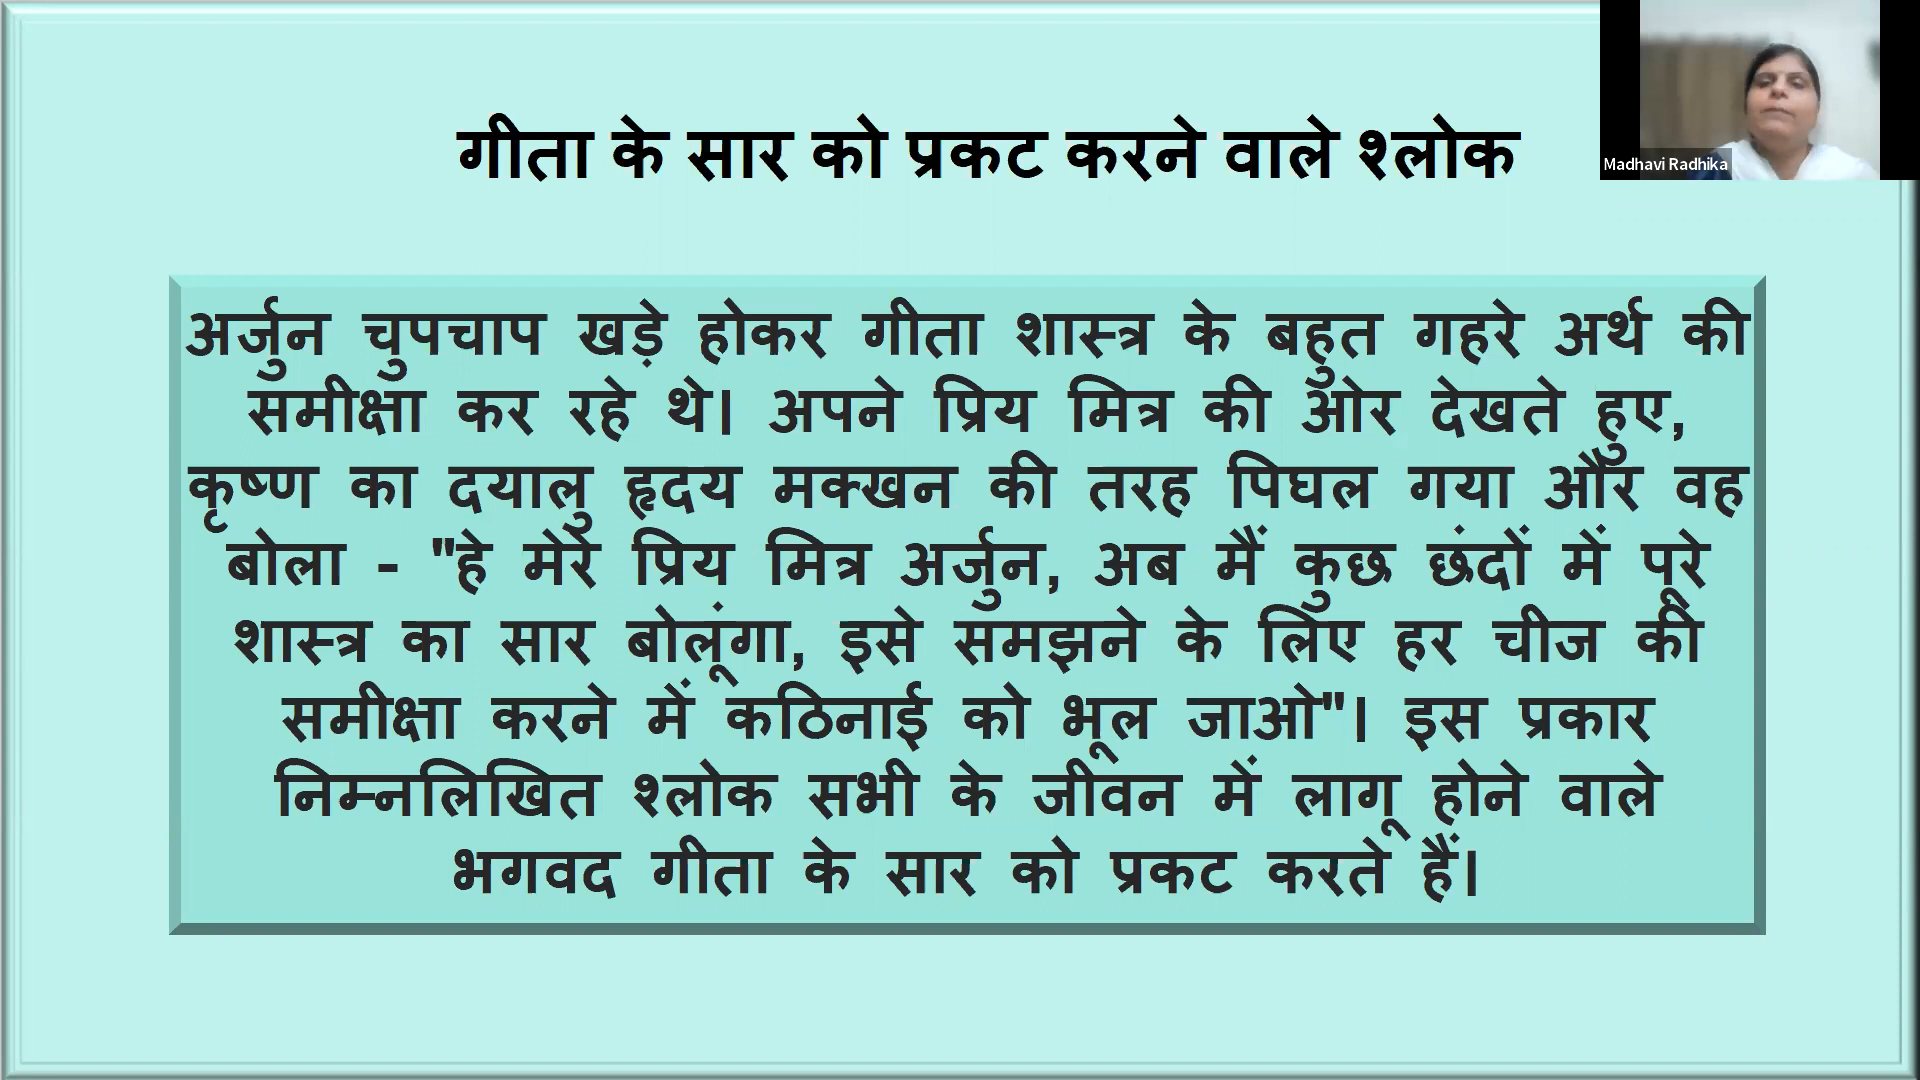 गीता के सार को प्रकट करने वाले श्लोक
Madhavi Radhika
अर्जुन चुपचाप खड़े होकर गीता शास्त्र के बहुत गहरे अर्थ की
समीक्षा कर रहे थे। अपने प्रिय मित्र की ओर देखते हुए,
कृष्ण का दयालु हृदय मक्खन की तरह पिघल गया और वह
बोला - "हे मेरे प्रिय मित्र अर्जुन, अब मैं कुछ छंदों में पूरे
शास्त्र का सार बोलूंगा, इसे समझने के लिए हर चीज की
समीक्षा करने में कठिनाई को भूल जाओ"। इस प्रकार
निम्नलिखित श्लोक सभी के जीवन में लागू होने वाले
भगवद गीता के सार को प्रकट करते हैं।